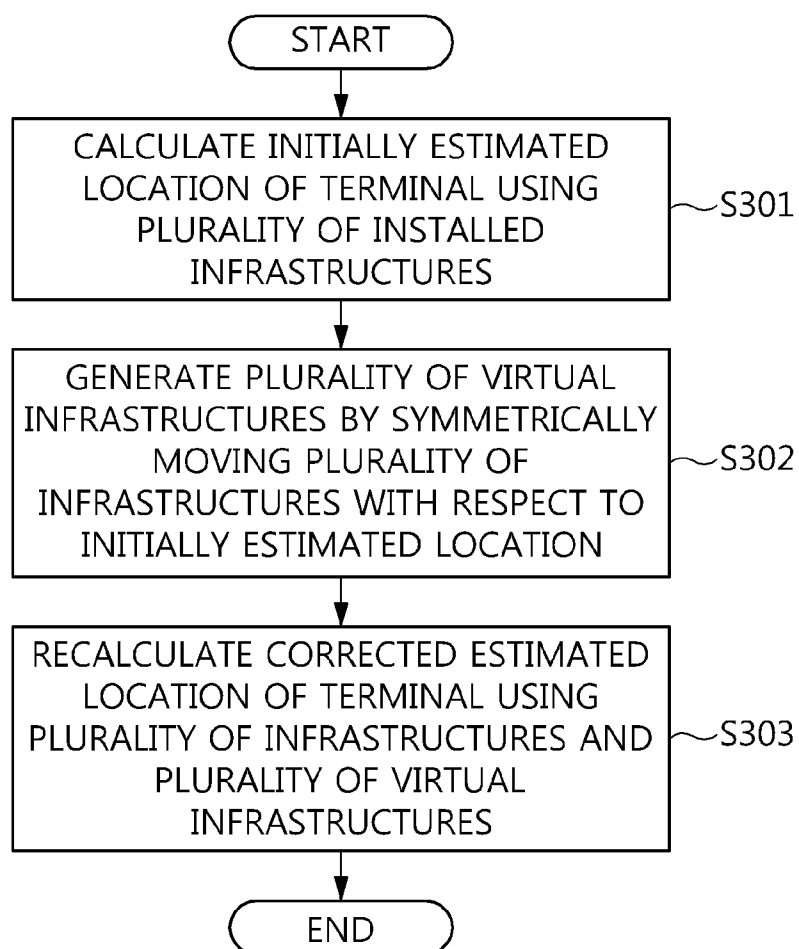 START
CALCULATE INITIALLY ESTIMATED
LOCATION OF TERMINAL USING
PLURALITY OF INSTALLED
INFRASTRUCTURES
S301
GENERATE PLURALITY OF VIRTUAL
INFRASTRUCTURES BY SYMMETRICALLY
MOVING PLURALITY OF
INFRASTRUCTURES WITH RESPECT TO
INITIALLY ESTIMATED LOCATION
S302
RECALCULATE CORRECTED ESTIMATED
LOCATION OF TERMINAL USING
PLURALITY OF INFRASTRUCTURES AND
PLURALITY OF VIRTUAL
INFRASTRUCTURES
S303
END